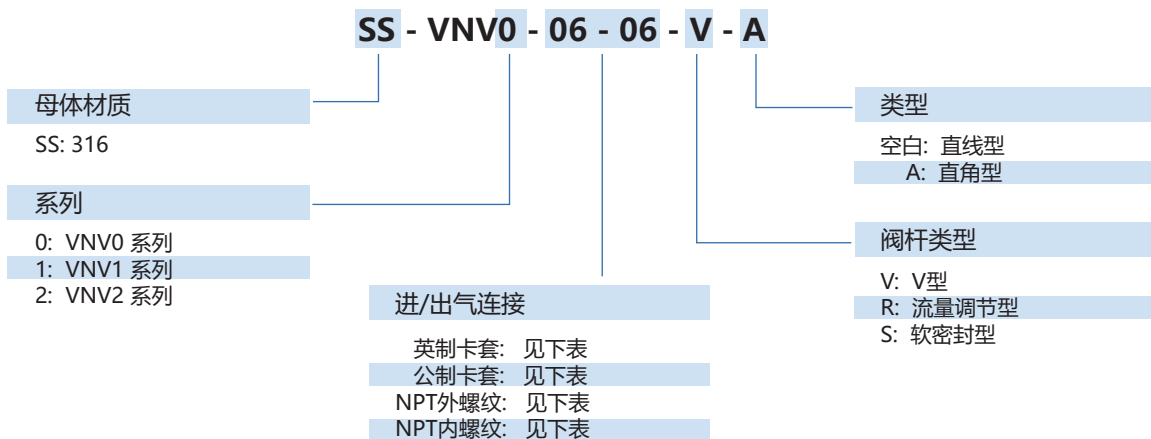 SS - VNV0 - 06 - 06 - V - A
母体材质
SS: 316
系列
0: VNV0 系列
1: VNV1 系列
2: VNV2 系列
进/出气连接
英制卡套: 见下表
公制卡套: 见下表
NPT外螺纹: 见下表
NPT内螺纹: 见下表
类型
空白: 直线型
A: 直角型
阀杆类型
V: V型
R: 流量调节型
S: 软密封型